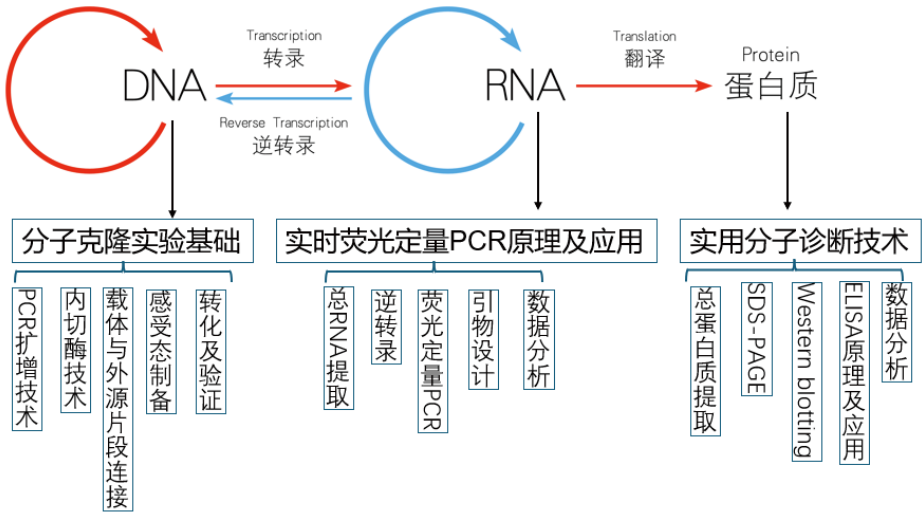 Transcription
转录
DNA
Reverse Transcription
逆转录
RNA
Translation
翻译
Protein
蛋白质
分子克隆实验基础
PCR扩增技术
内切酶技术
载体与外源片段连接
感受态制备
转化及验证
实时荧光定量PCR原理及应用
总RNA提取
逆转录
荧光定量PCR
引物设计
数据分析
实用分子诊断技术
总蛋白质提取
SDS-PAGE
Western blotting
ELISA原理及应用
数据分析